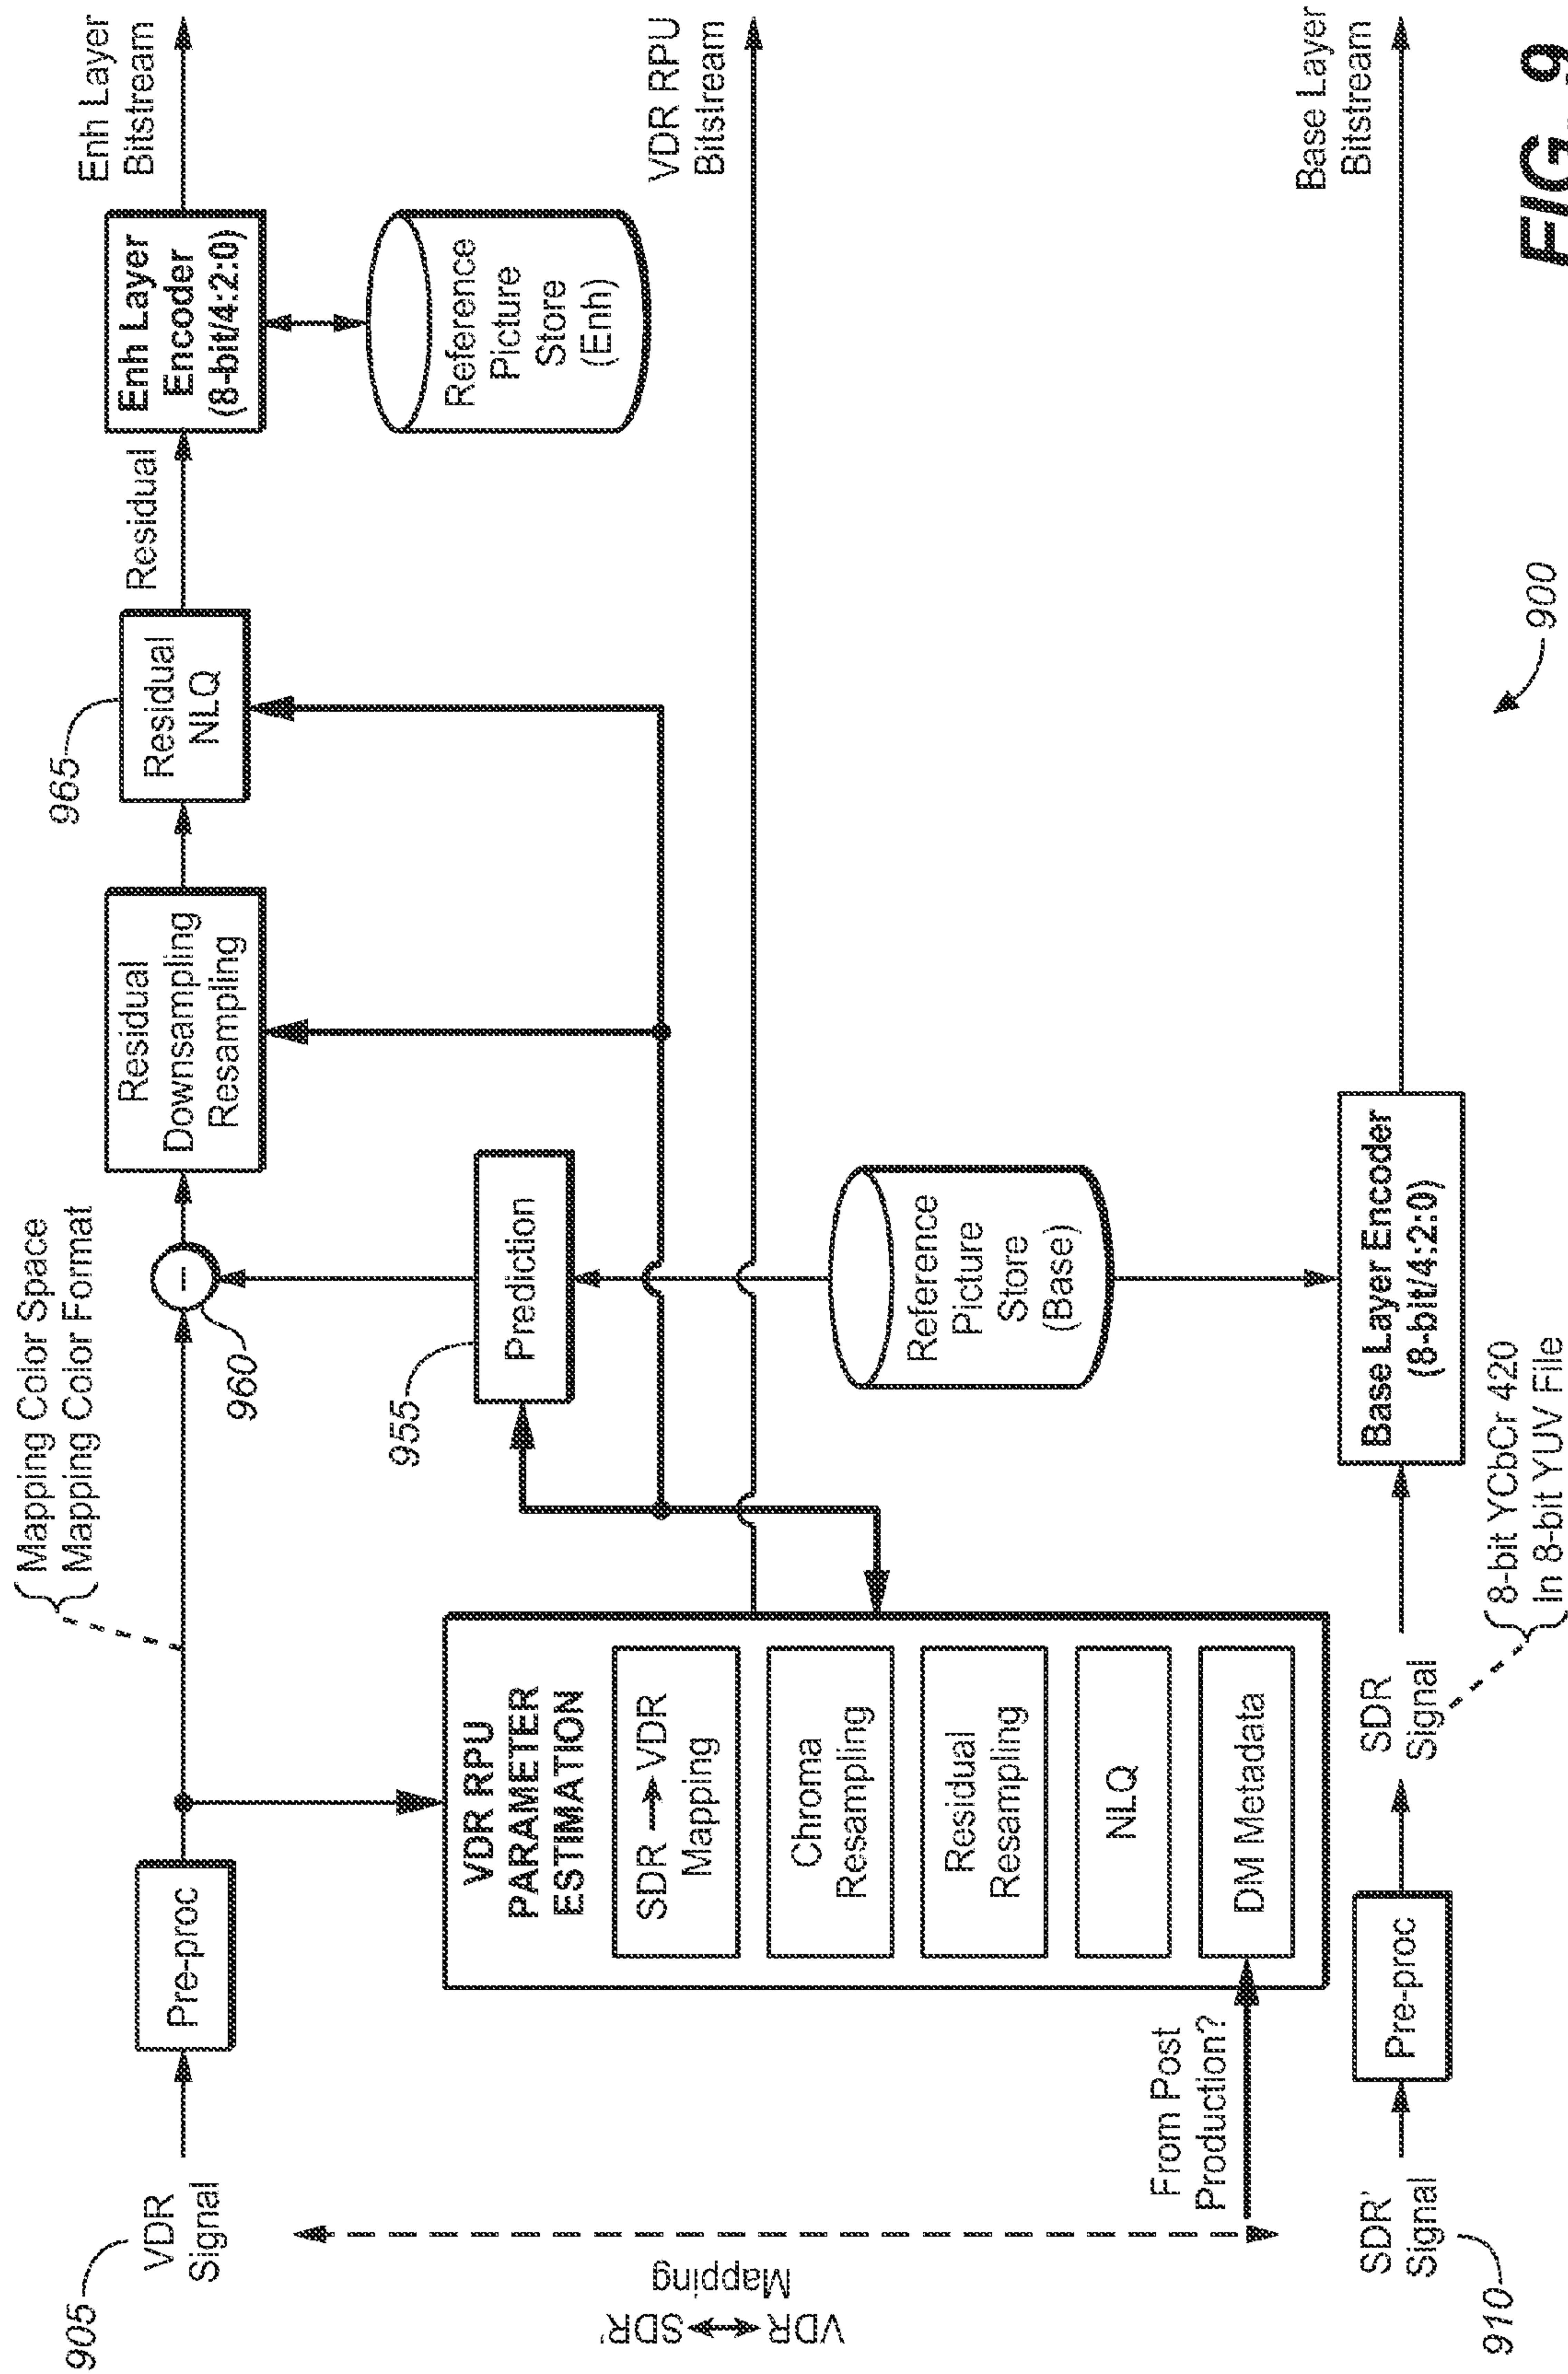 Mapping Color Space
Mapping Color Format
905
VDR
Signal
Pre-proc
960
Residual
Downsampling
Resampling
965
Residual
NLQ
Residual
Enh Layer
Encoder
(8-bit/4:2:0)
Enh Layer
Bitstream
Reference
Picture
Store
(Enh)
VDR↔SDR'
Mapping
VDR RPU
PARAMETER
ESTIMATION
SDR→VDR
Mapping
Chroma
Resampling
Residual
Resampling
NLQ
DM Metadata
From Post
Production?
955
Prediction
Reference
Picture
Store
(Base)
VDR RPU
Bitstream
910
SDR'
Signal
Pre-proc
SDR
Signal
8-bit YCbCr 420
In 8-bit YUV File
Base Layer Encoder
(8-bit/4:2:0)
Base Layer
Bitstream
900
FIG. 9